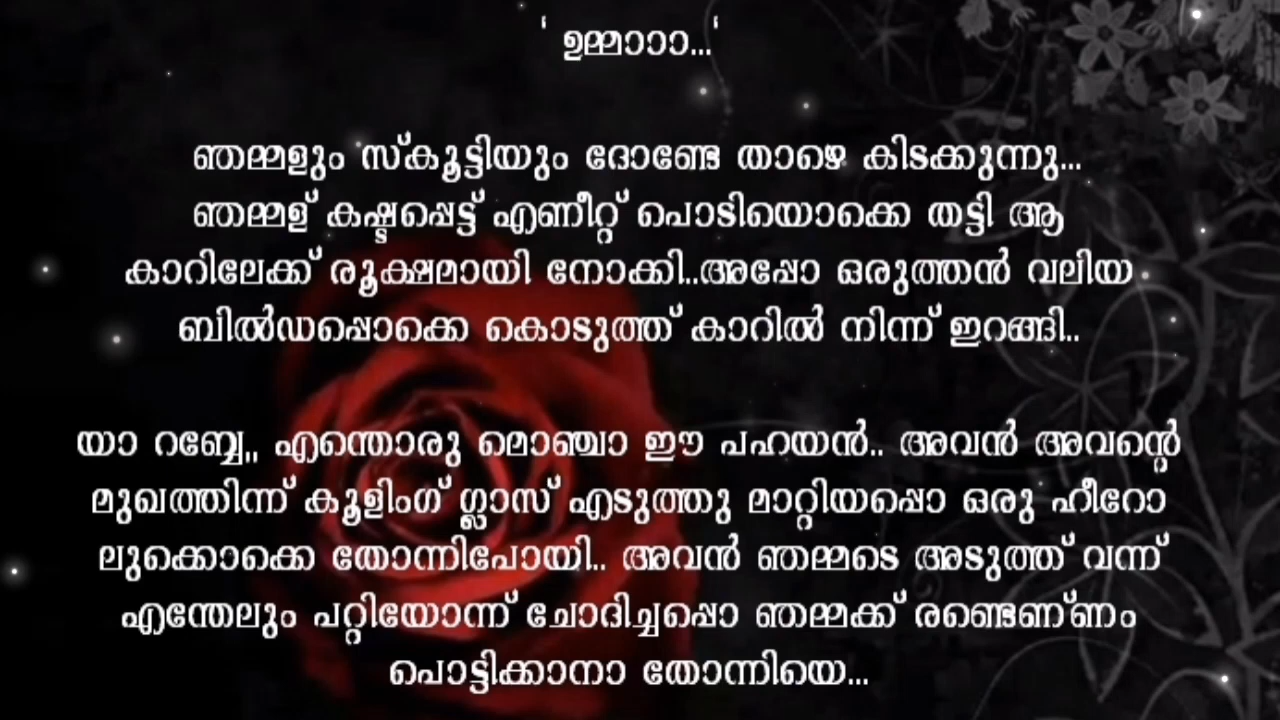 ' ഉമ്മാാാ...'
ഞമ്മളും സ്കൂട്ടിയും ദോണ്ടേ താഴെ കിടക്കുന്നു...
ഞമ്മള് കഷ്ടപ്പെട്ട് എണീറ്റ് പൊടിയൊക്കെ തട്ടി ആ
കാറിലേക്ക് രൂക്ഷമായി നോക്കി..അപ്പോ ഒരുത്തൻ വലിയ
ബിൽഡപ്പൊക്കെ കൊടുത്ത് കാറിൽ നിന്ന് ഇറങ്ങി..
യാ റബ്ബേ,, എന്തൊരു മൊഞ്ചാ ഈ പഹയൻ.. അവൻ അവന്റെ
മുഖത്തിന്ന് കൂളിംഗ് ഗ്ലാസ് എടുത്തു മാറ്റിയപ്പൊ ഒരു ഹീറോ
ലുക്കൊക്കെ തോന്നിപോയി.. അവൻ ഞമ്മടെ അടുത്ത് വന്ന്
എന്തേലും പറ്റിയോന്ന് ചോദിച്ചപ്പൊ ഞമ്മക്ക് രണ്ടെണ്ണം
പൊട്ടിക്കാനാ തോന്നിയെ...